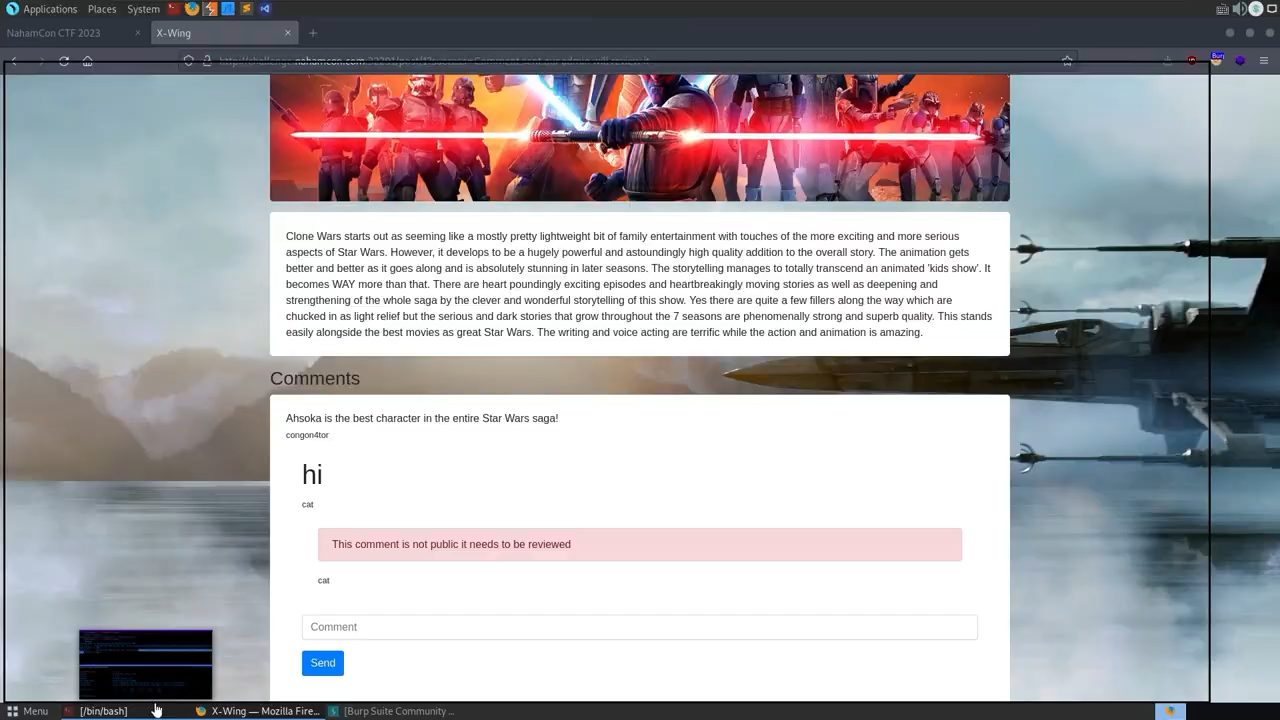 Applications Places System
NahamCon CTF 2023
X-Wing
Clone Wars starts out as seeming like a mostly pretty lightweight bit of family entertainment with touches of the more exciting and more serious
aspects of Star Wars. However, it develops to be a hugely powerful and astoundingly high quality addition to the overall story. The animation gets
better and better as it goes along and is absolutely stunning in later seasons. The storytelling manages to totally transcend an animated 'kids show'. It
becomes WAY more than that. There are heart poundingly exciting episodes and heartbreakingly moving stories as well as deepening and
strengthening of the whole saga by the clever and wonderful storytelling of this show. Yes there are quite a few fillers along the way which are
chucked in as light relief but the serious and dark stories that grow throughout the 7 seasons are phenomenally strong and superb quality. This stands
easily alongside the best movies as great Star Wars. The writing and voice acting are terrific while the action and animation is amazing.
Comments
Ahsoka is the best character in the entire Star Wars saga!
congon4tor
hi
cat
This comment is not public it needs to be reviewed
cat
Comment
Send
Menu
[/bin/bash]
X-Wing — Mozilla Fire...
[Burp Suite Community ...